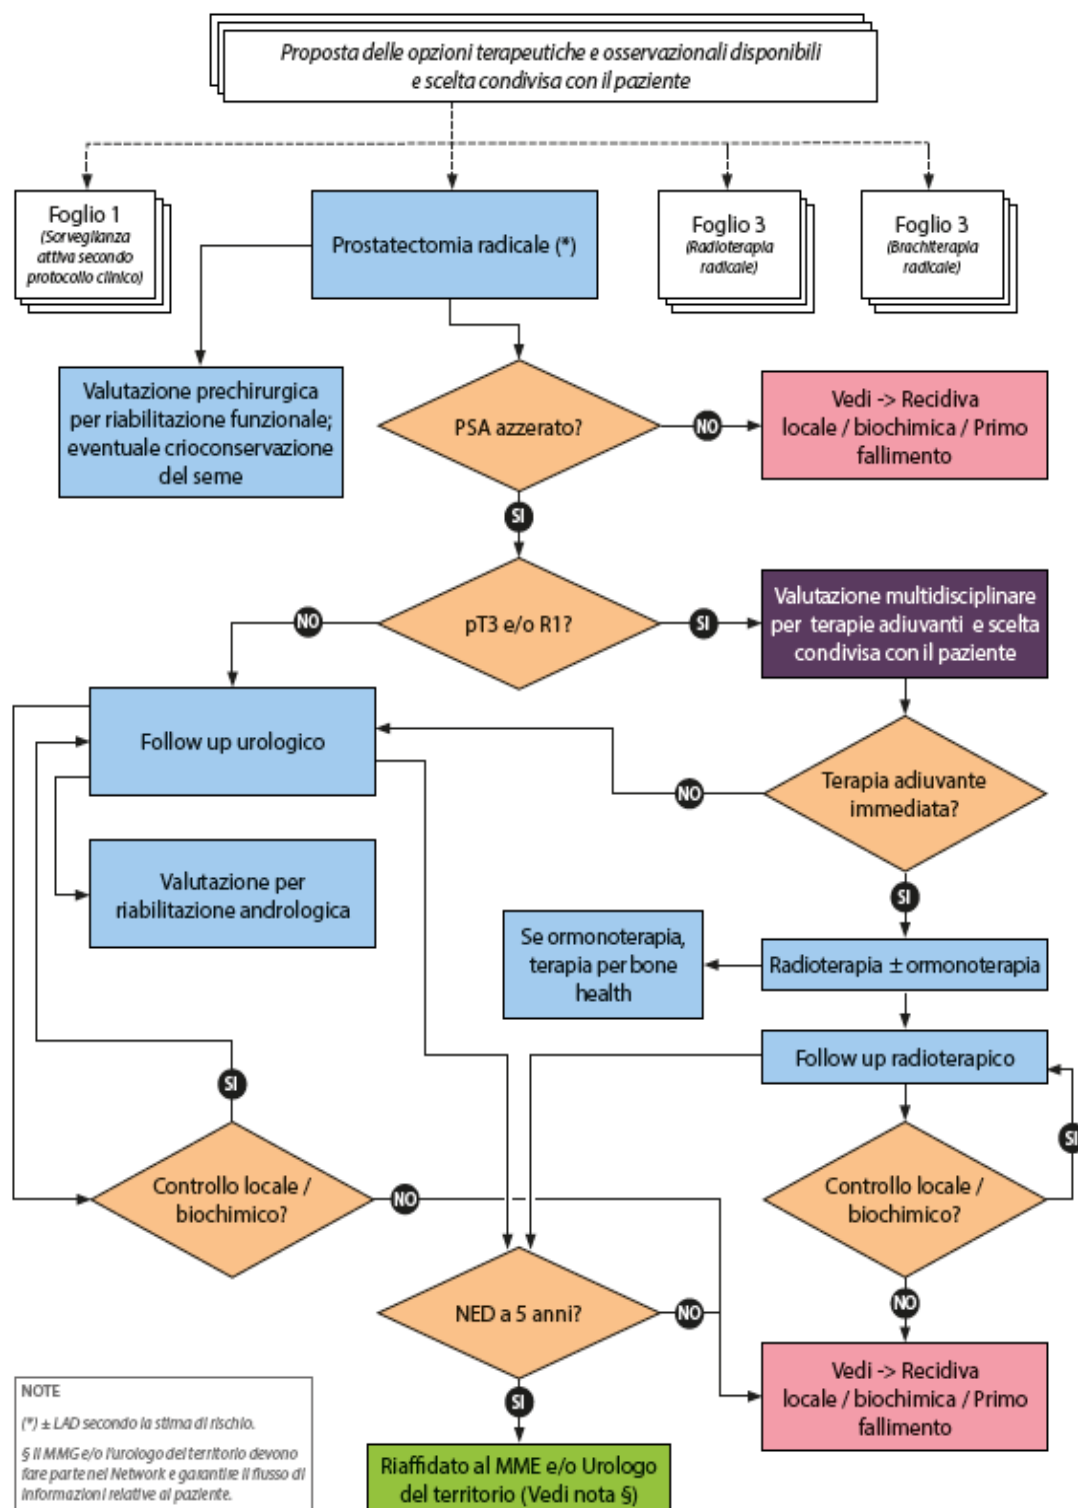 Proposta delle opzioni terapeutiche e osservazionali disponibili
e scelta condivisa con il paziente
Foglio 1
(Sorveglianza
attiva secondo
protocollo clinico)
Prostatectomia radicale (*)
Foglio 3
(Radioterapia
radicale)
Foglio 3
(Brachiterapia
radicale)
Valutazione prechirurgica
per riabilitazione funzionale;
eventuale crioconservazione
del seme
PSA azzerato?
NO
Vedi -> Recidiva
locale / biochimica / Primo
fallimento
SI
pT3 e/o R1?
NO
SI
Valutazione multidisciplinare
per terapie adiuvanti e scelta
condivisa con il paziente
Follow up urologico
Terapia adiuvante
immediata?
NO
SI
Valutazione per
riabilitazione andrologica
Se ormonoterapia,
terapia per bone
health
Radioterapia ± ormonoterapia
Follow up radioterapico
SI
SI
Controllo locale /
biochimico?
NO
Controllo locale /
biochimico?
NO
NED a 5 anni?
NO
SI
Vedi -> Recidiva
locale / biochimica / Primo
fallimento
Riaffidato al MME e/o Urologo
del territorio (Vedi nota §)
NOTE
(*) ± LAD secondo la stima di rischio.
§ Il MMG e/o l'urologo del territorio devono
fare parte nel Network e garantire il flusso di
informazioni relative al paziente.